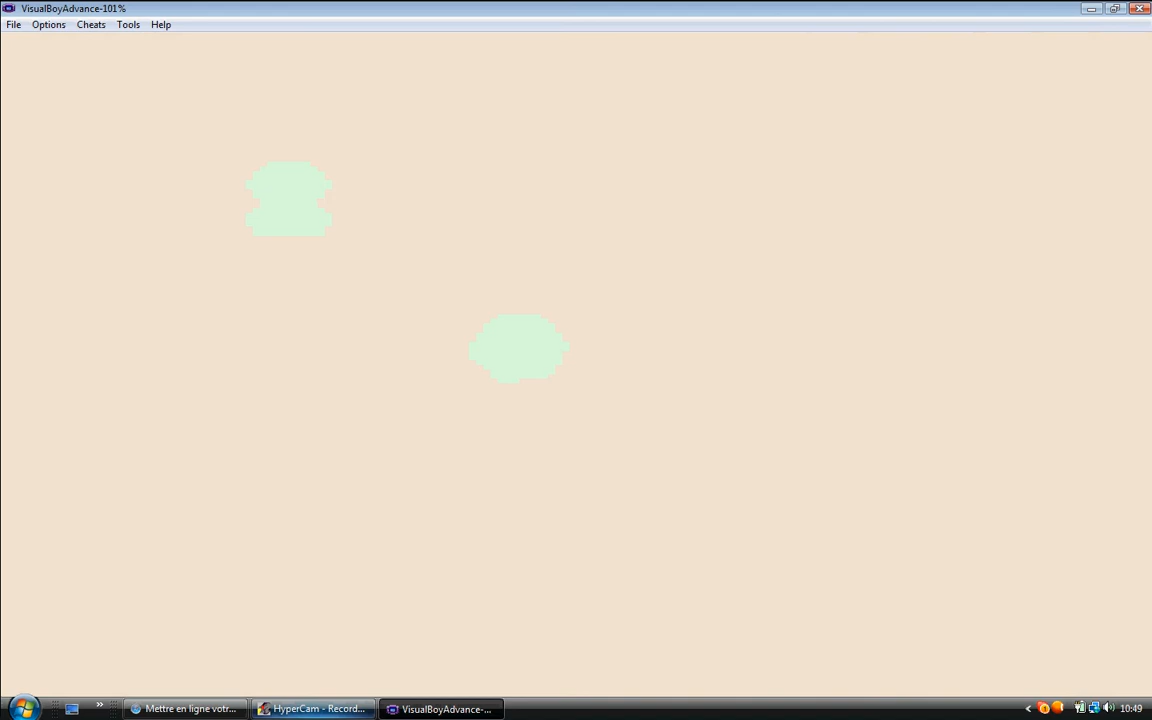 VisualBoyAdvance-101%
File Options Cheats Tools Help
Mettre en ligne votr... HyperCam - Record... VisualBoyAdvance-... 10:49